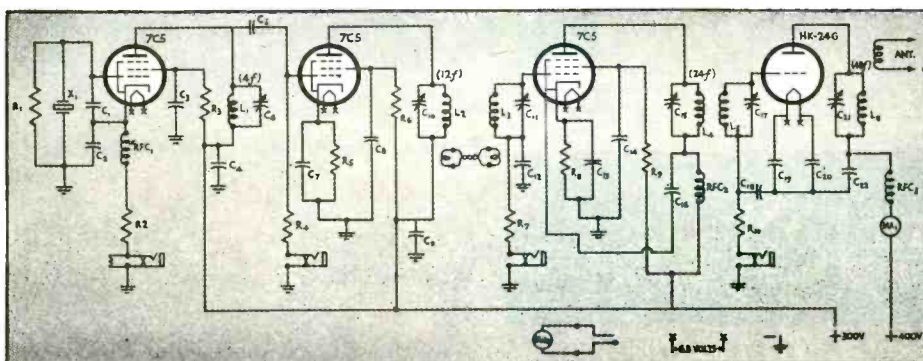 7C5
7C5
7C5
HK-24G
ANT.
C5
(4f)
(12f)
(24f)
(48f)
R1
X1
C1
C2
C3
R3
L1
C6
RFC1
C4
R2
C7
R5
C8
R6
C10
L2
R4
C9
L3
C11
C12
R7
R8
C13
C14
R9
C15
L4
C16
RFC2
L5
C17
C18
R10
C19
C20
C21
L6
C22
RFC3
MA1
6.3 VOLTS
+300V
+400V